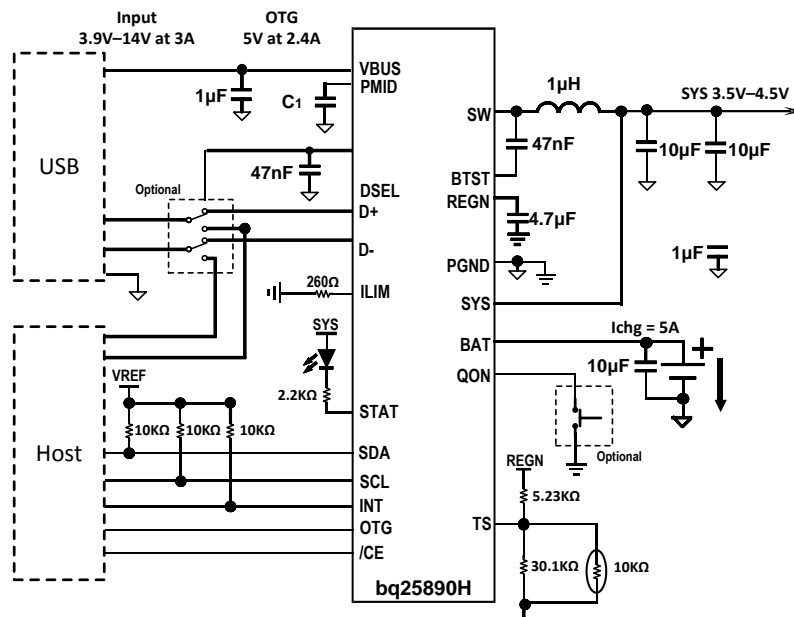 Input
3.9V–14V at 3A
OTG
5V at 2.4A
VBUS
PMID
1µF
C1
1µH
SYS 3.5V–4.5V
SW
USB
47nF
47nF
10µF
10µF
BTST
Optional
DSEL
REGN
D+
4.7µF
D-
1µF
PGND
260Ω
ILIM
SYS
SYS
Ichg = 5A
BAT
+
10µF
QON
VREF
2.2KΩ
STAT
10KΩ
10KΩ
10KΩ
Host
SDA
Optional
REGN
SCL
5.23KΩ
INT
OTG
TS
/CE
30.1KΩ
10KΩ
bq25890H